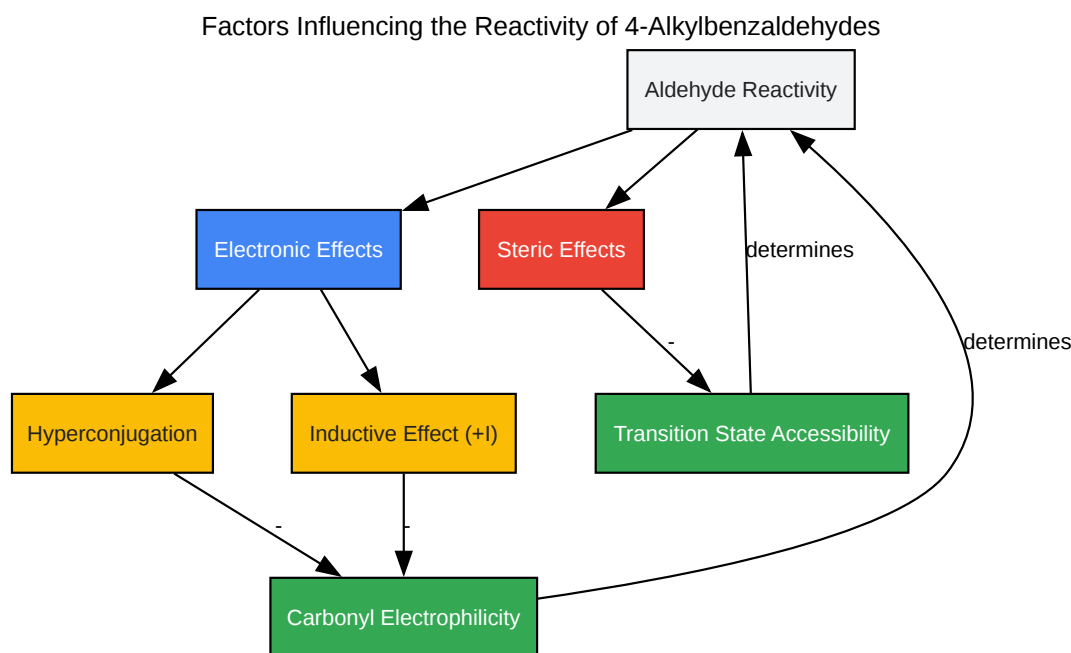 Factors Influencing the Reactivity of 4-Alkylbenzaldehydes
Aldehyde Reactivity
Electronic Effects
Steric Effects
determines
-
determines
Hyperconjugation
Inductive Effect (+I)
Transition State Accessibility
-
-
Carbonyl Electrophilicity